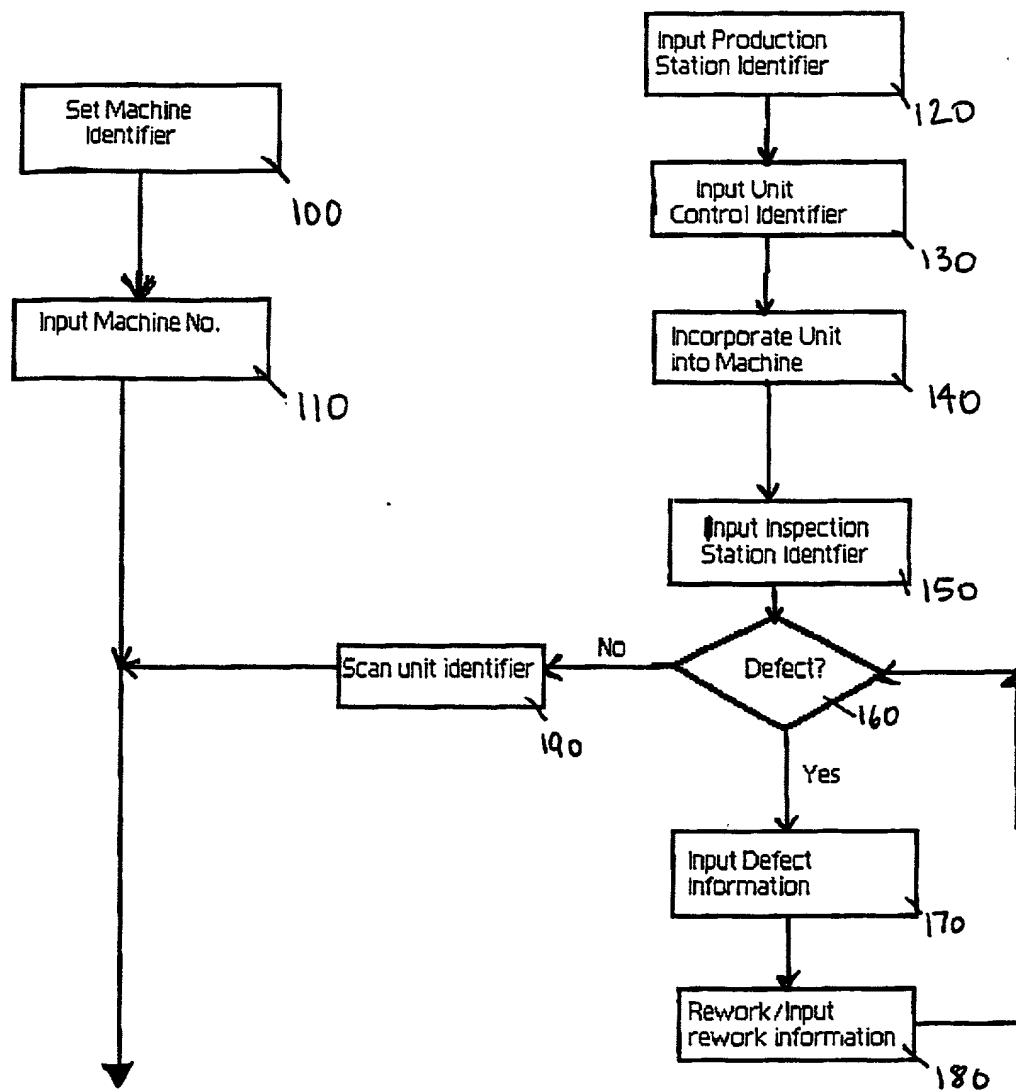 Set Machine
Identifier
100
Input Machine No.
110
Input Production
Station Identifier
120
Input Unit
Control Identifier
130
Incorporate Unit
into Machine
140
Input Inspection
Station Identfier
150
Defect?
160
No
Scan unit identifier
190
Yes
Input Defect
Information
170
Rework/Input
rework information
180